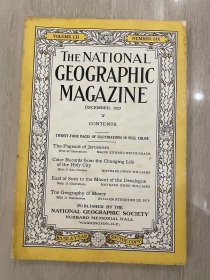 VOLUME LII
NUMBER SIX
THE NATIONAL
GEOGRAPHIC
MAGAZINE
DECEMBER, 1927
CONTENTS
TWENTY-FOUR PAGES OF ILLUSTRATIONS IN FULL COLOR
The Pageant of Jerusalem
MAJOR EDWARD KEITH-ROACH
Color Records from the Changing Life
of the Holy City
MAYNARD OWEN WILLIAMS
East of Suez to the Mount of the Decalogue
MAYNARD OWEN WILLIAMS
The Geography of Money
WILLIAM ATHERTON DU PUY
PUBLISHED BY THE
NATIONAL GEOGRAPHIC SOCIETY
HUBBARD MEMORIAL HALL
WASHINGTON, D.C.